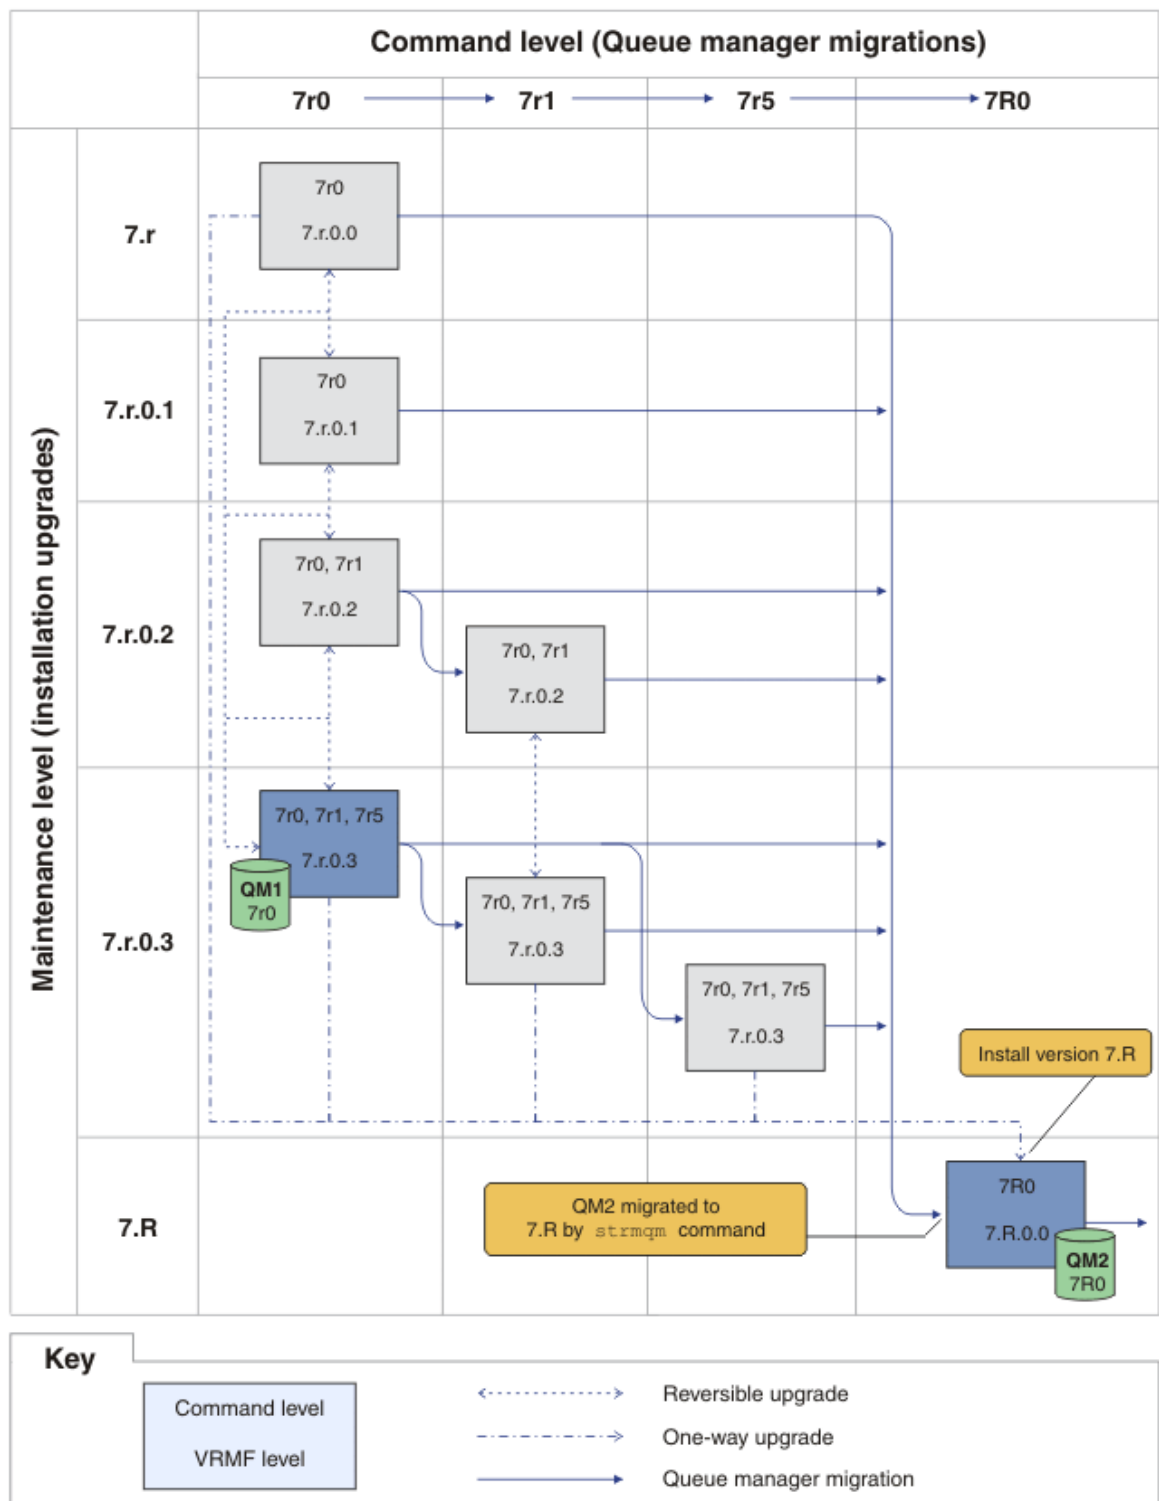 Command level (Queue manager migrations)
7r0
7r1
7r5
7R0
Maintenance level (installation upgrades)
7.r
7r0
7.r.0.0
7.r.0.1
7r0
7.r.0.1
7.r.0.2
7r0, 7r1
7.r.0.2
7r0, 7r1
7.r.0.2
7.r.0.3
7r0, 7r1, 7r5
7.r.0.3
QM1
7r0
7r0, 7r1, 7r5
7.r.0.3
7r0, 7r1, 7r5
7.r.0.3
Install version 7.R
7.R
QM2 migrated to
7.R by strmqm command
7R0
7.R.0.0
QM2
7R0
Key
Command level
VRMF level
Reversible upgrade
One-way upgrade
Queue manager migration